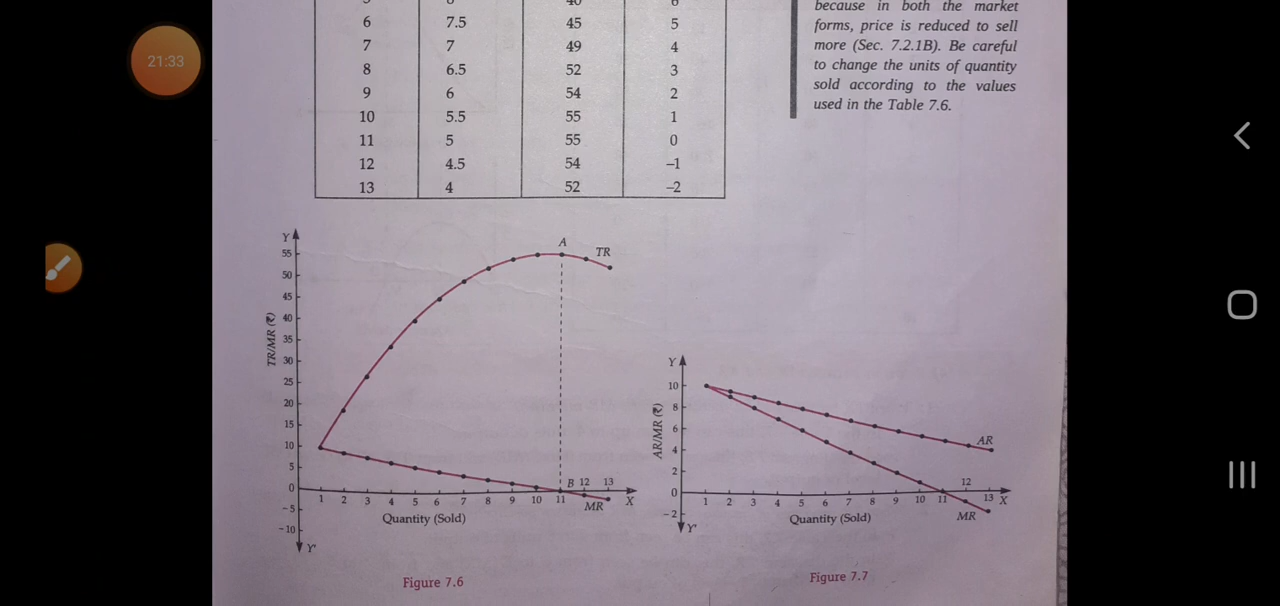 21:33
6 7.5 45 5
7 7 49 4
8 6.5 52 3
9 6 54 2
10 5.5 55 1
11 5 55 0
12 4.5 54 –1
13 4 52 –2
because in both the market
forms, price is reduced to sell
more (Sec. 7.2.1B). Be careful
to change the units of quantity
sold according to the values
used in the Table 7.6.
Y
55
50
45
40
35
30
25
20
15
10
5
0
–5
–10
Y'
TR/MR (₹)
A
TR
B 12 13
1 2 3 4 5 6 7 8 9 10 11
MR
X
Quantity (Sold)
Figure 7.6
Y
10
8
6
4
2
0
–2
Y'
AR/MR (₹)
AR
12
1 2 3 4 5 6 7 8 9 10 11 13 X
MR
Quantity (Sold)
Figure 7.7